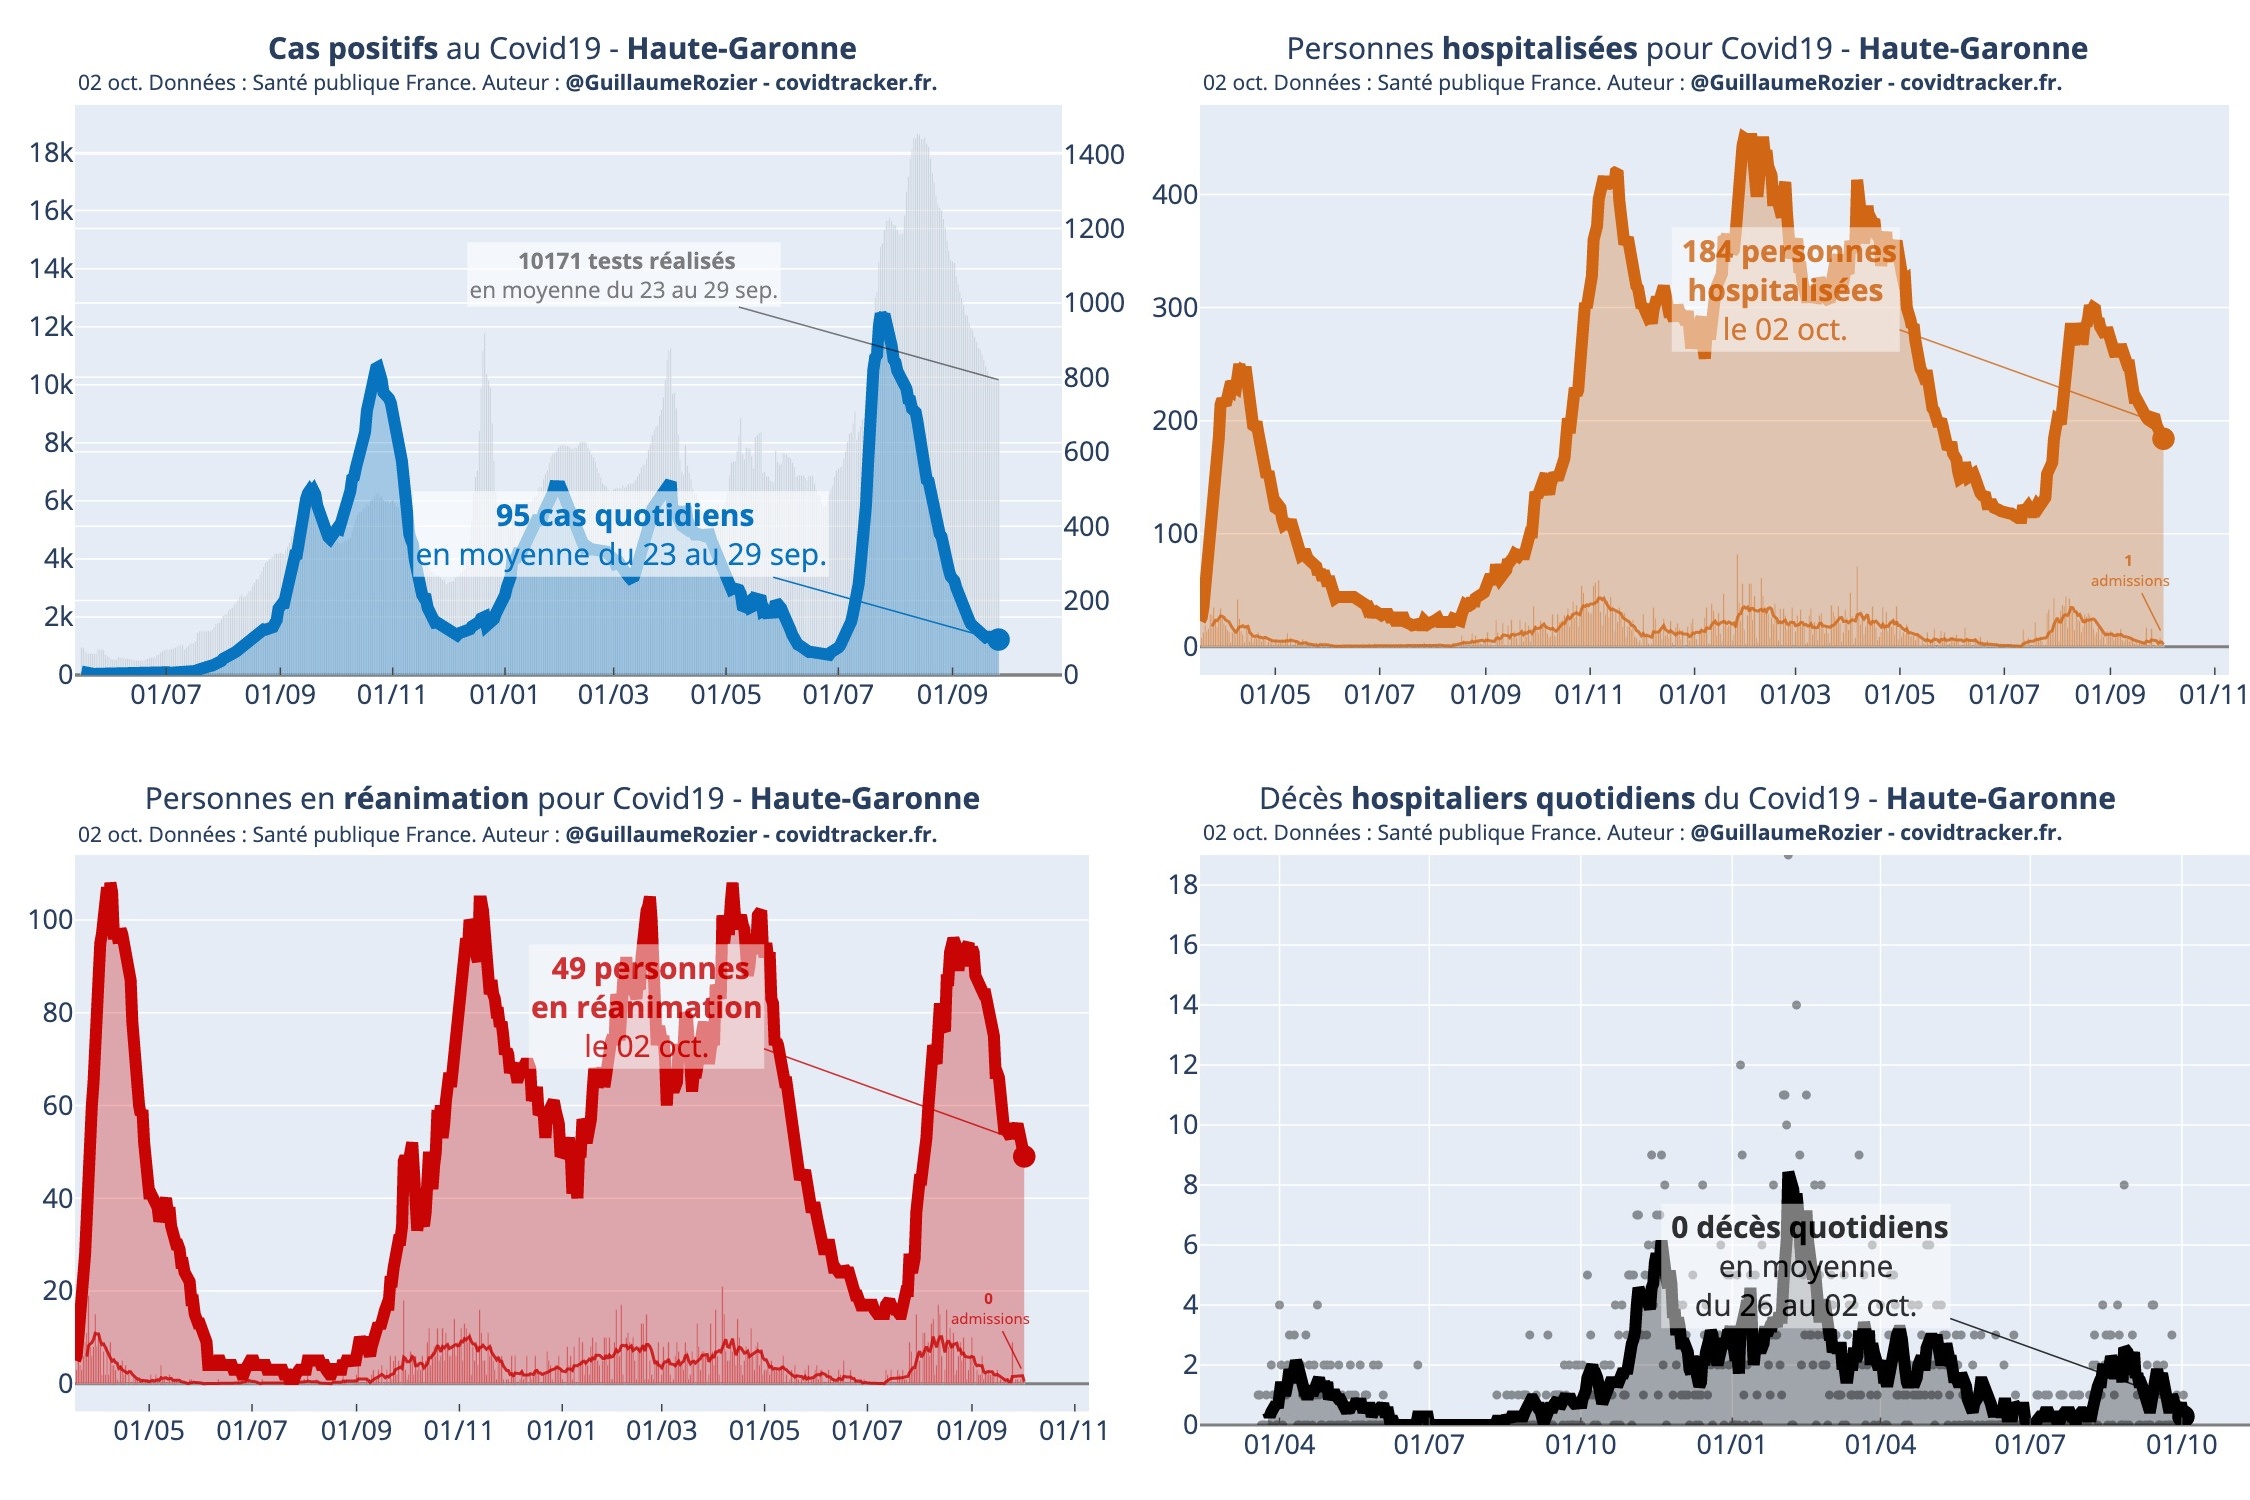 Cas positifs au Covid19 - Haute-Garonne
02 oct. Données : Santé publique France. Auteur : @GuillaumeRozier - covidtracker.fr.
18k
16k
14k
12k
10k
8k
6k
4k
2k
0
1400
1200
1000
800
600
400
200
0
10171 tests réalisés
en moyenne du 23 au 29 sep.
95 cas quotidiens
en moyenne du 23 au 29 sep.
01/07 01/09 01/11 01/01 01/03 01/05 01/07 01/09
Personnes hospitalisées pour Covid19 - Haute-Garonne
02 oct. Données : Santé publique France. Auteur : @GuillaumeRozier - covidtracker.fr.
400
300
200
100
0
184 personnes
hospitalisées
le 02 oct.
1
admissions
01/05 01/07 01/09 01/11 01/01 01/03 01/05 01/07 01/09 01/11
Personnes en réanimation pour Covid19 - Haute-Garonne
02 oct. Données : Santé publique France. Auteur : @GuillaumeRozier - covidtracker.fr.
100
80
60
40
20
0
49 personnes
en réanimation
le 02 oct.
0
admissions
01/05 01/07 01/09 01/11 01/01 01/03 01/05 01/07 01/09 01/11
Décès hospitaliers quotidiens du Covid19 - Haute-Garonne
02 oct. Données : Santé publique France. Auteur : @GuillaumeRozier - covidtracker.fr.
18
16
14
12
10
8
6
4
2
0
0 décès quotidiens
en moyenne
du 26 au 02 oct.
01/04 01/07 01/10 01/01 01/04 01/07 01/10